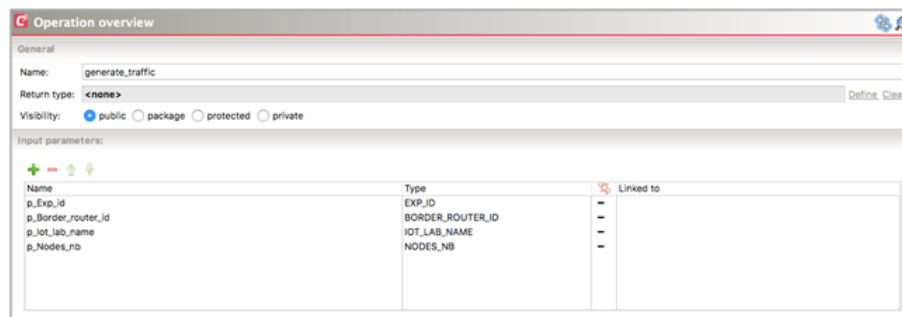 Operation overview
General
Name: generate_traffic
Return type: <none> Define Clea
Visibility: public package protected private
Input parameters:
Name Type Linked to
p_Exp_id EXP_ID
p_Border_router_id BORDER_ROUTER_ID
p_Iot_lab_name IOT_LAB_NAME
p_Nodes_nb NODES_NB